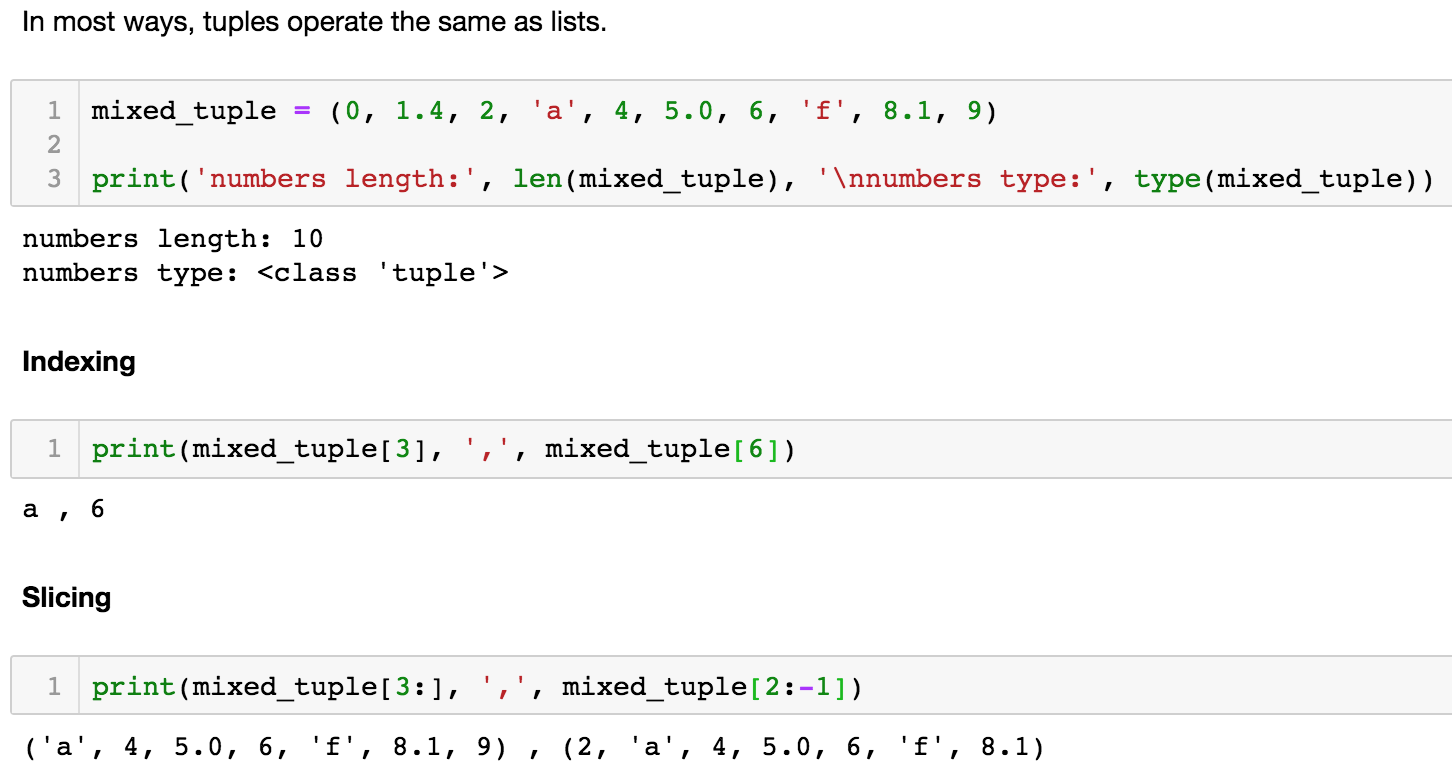 In most ways, tuples operate the same as lists.
1 mixed_tuple = (0, 1.4, 2, 'a', 4, 5.0, 6, 'f', 8.1, 9)
2
3 print('numbers length:', len(mixed_tuple), '\nnumbers type:', type(mixed_tuple))
numbers length: 10
numbers type: <class 'tuple'>
Indexing
1 print(mixed_tuple[3], ',', mixed_tuple[6])
a , 6
Slicing
1 print(mixed_tuple[3:], ',', mixed_tuple[2:-1])
('a', 4, 5.0, 6, 'f', 8.1, 9) , (2, 'a', 4, 5.0, 6, 'f', 8.1)